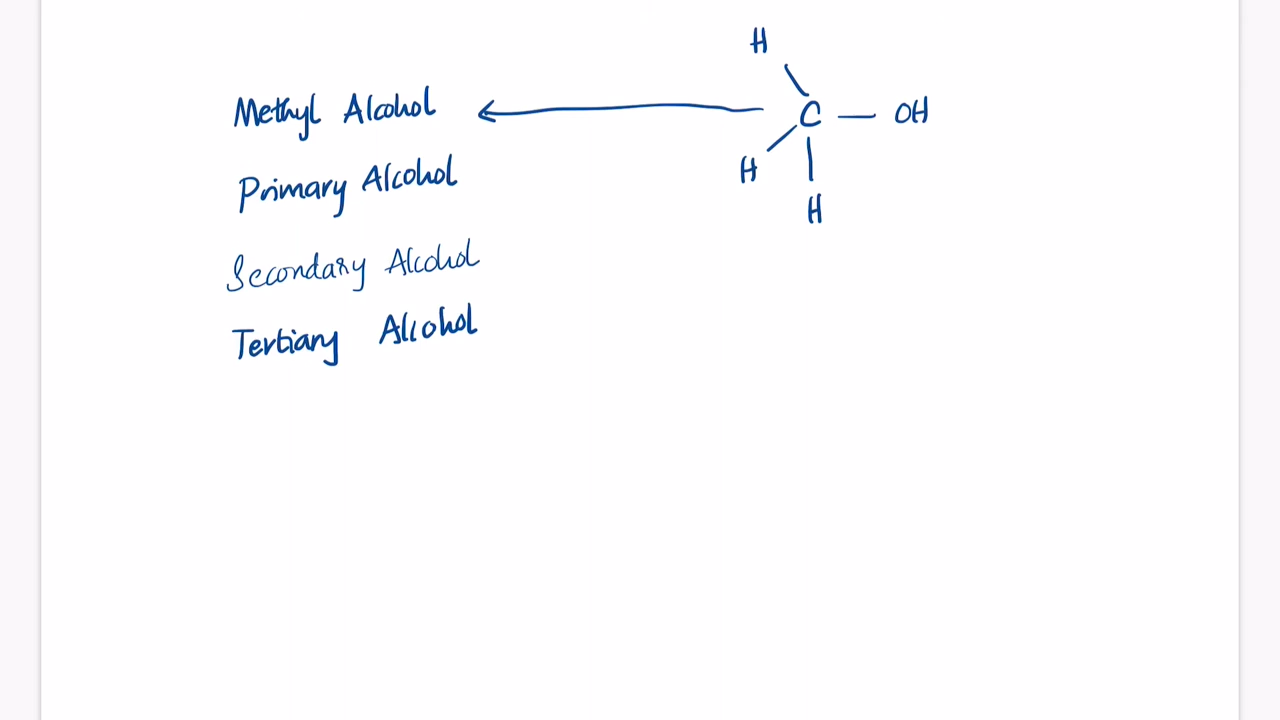 H
Methyl Alcohol C — OH
H
Primary Alcohol
H
Secondary Alcohol
Tertiary Alcohol